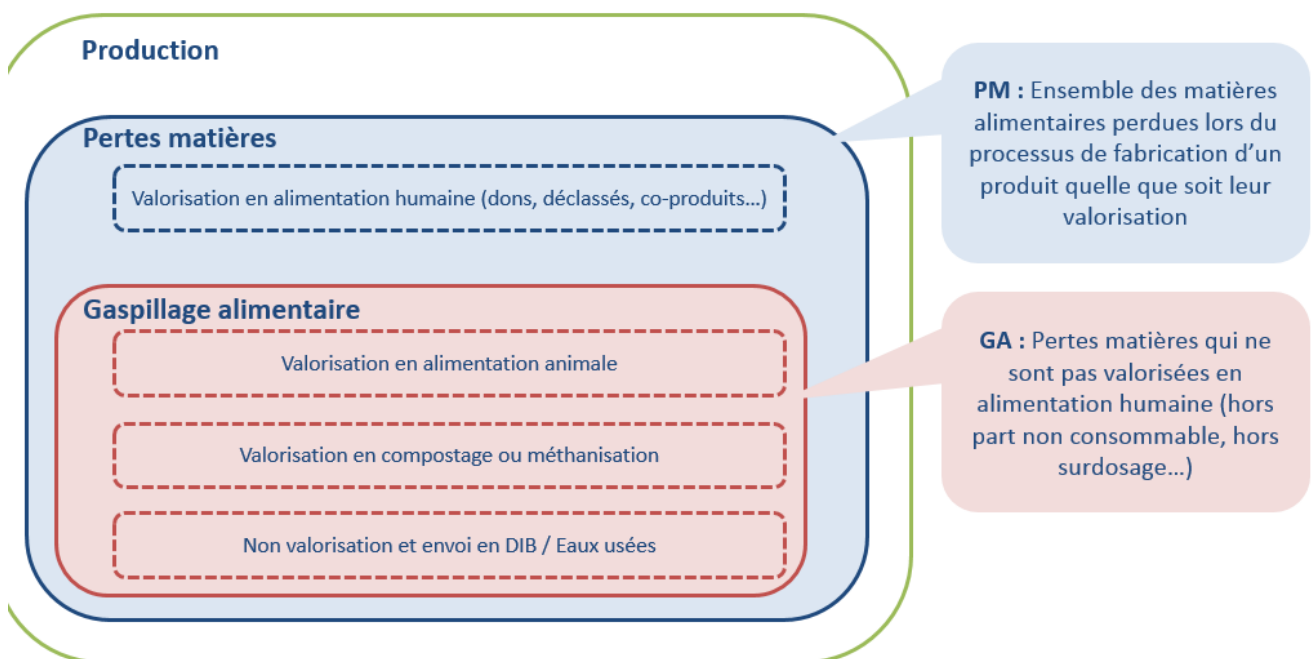 Production
Pertes matières
Valorisation en alimentation humaine (dons, déclassés, co-produits...)
Gaspillage alimentaire
Valorisation en alimentation animale
Valorisation en compostage ou méthanisation
Non valorisation et envoi en DIB / Eaux usées
PM : Ensemble des matières
alimentaires perdues lors du
processus de fabrication d’un
produit quelle que soit leur
valorisation
GA : Pertes matières qui ne
sont pas valorisées en
alimentation humaine (hors
part non consommable, hors
surdosage...)